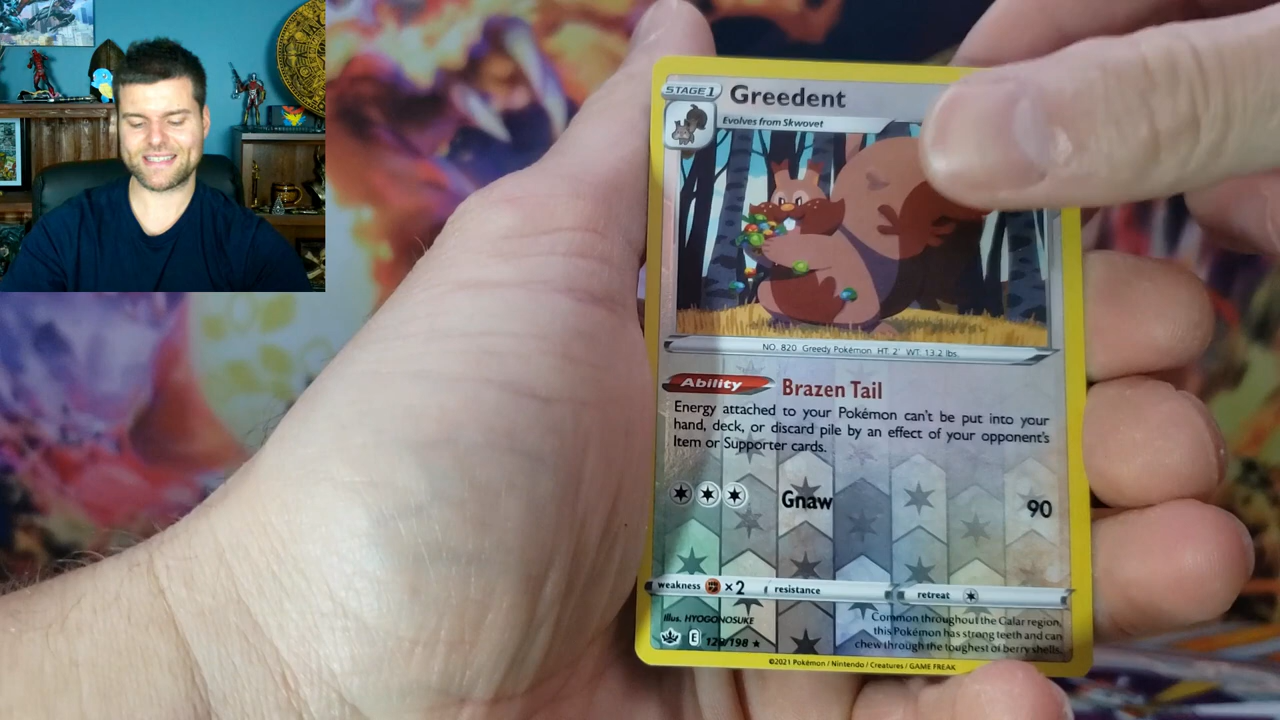 STAGE 1
Greedent
Evolves from Skwovet
NO. 820 Greedy Pokémon HT: 2' WT: 13.2 lbs.
Ability Brazen Tail
Energy attached to your Pokémon can't be put into your
hand, deck, or discard pile by an effect of your opponent's
Item or Supporter cards.
Gnaw 90
weakness ×2 resistance retreat
Illus. HYOGONOSUKE
Common throughout the Galar region,
this Pokémon has strong teeth and can
chew through the toughest of berry shells.
E /198
©2021 Pokémon / Nintendo / Creatures / GAME FREAK